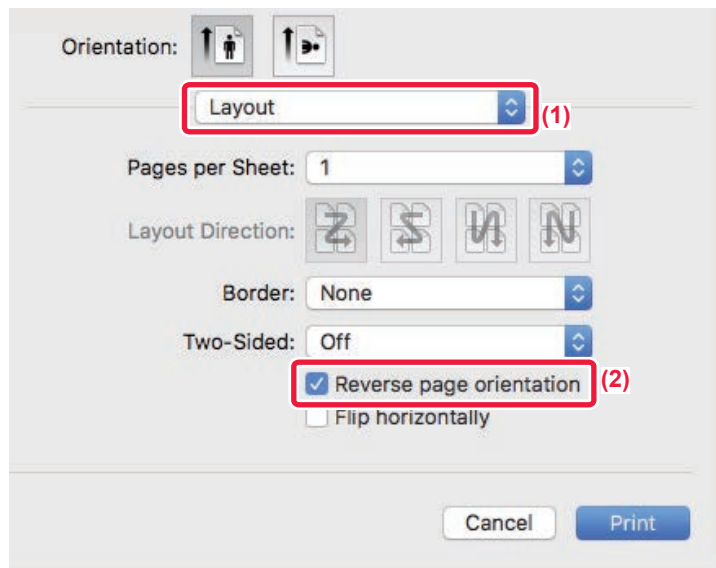 Orientation:
Layout
(1)
Pages per Sheet: 1
Layout Direction:
Border: None
Two-Sided: Off
Reverse page orientation
(2)
Flip horizontally
Cancel Print